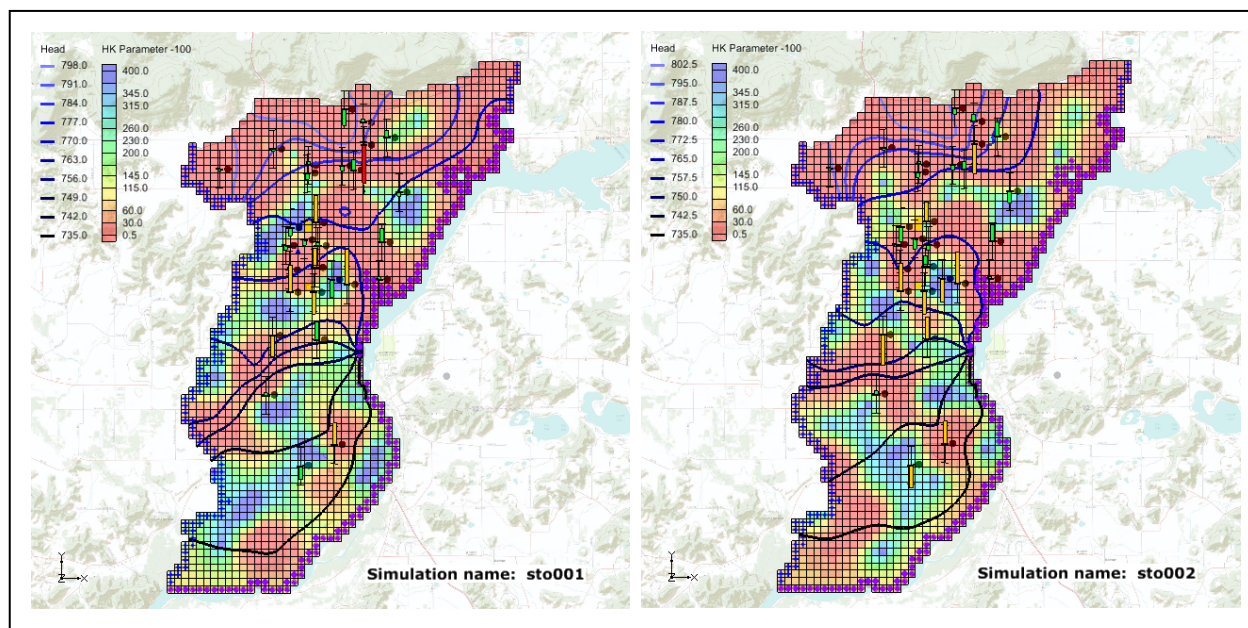 Head HK Parameter -100
798.0 400.0
791.0 345.0
784.0 315.0
777.0 260.0
770.0 230.0
763.0 200.0
756.0 145.0
749.0 115.0
742.0 60.0
735.0 30.0
0.5
Y
Z X
Simulation name: sto001
Head HK Parameter -100
802.5 400.0
795.0 345.0
787.5 315.0
780.0 260.0
772.5 230.0
765.0 200.0
757.5 145.0
750.0 115.0
742.5 60.0
735.0 30.0
0.5
Y
Z X
Simulation name: sto002